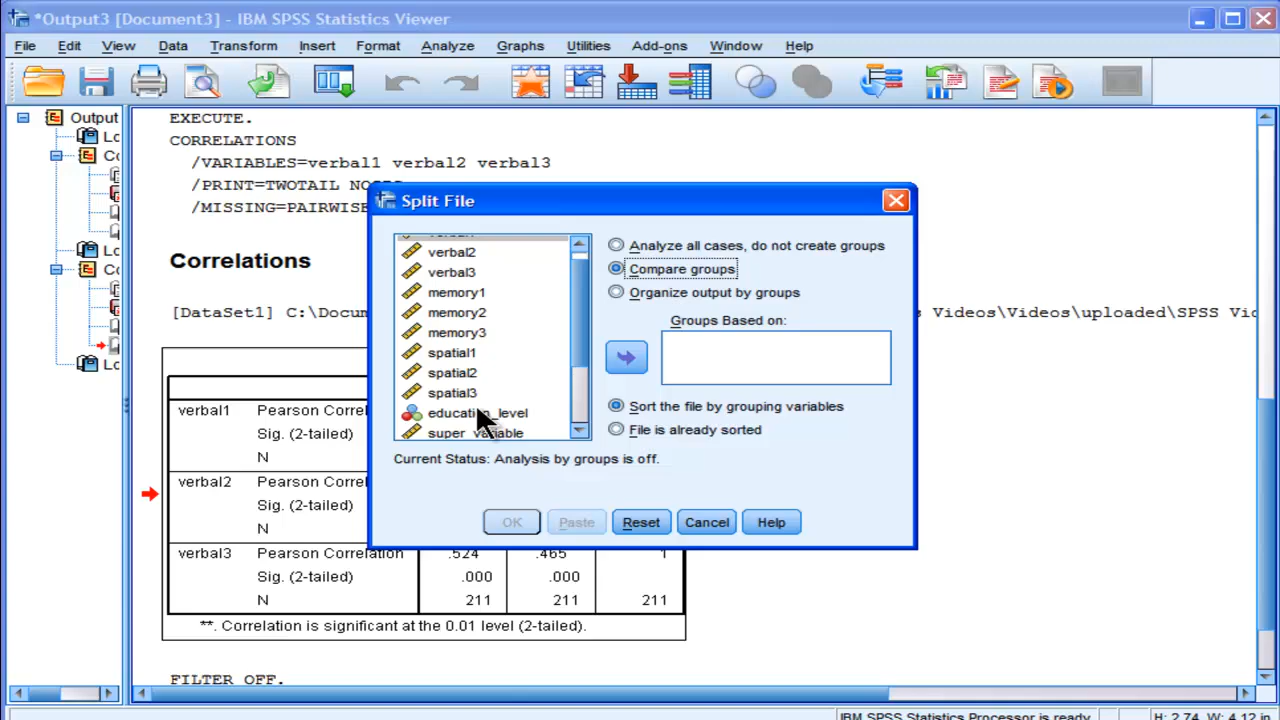 *Output3 [Document3] - IBM SPSS Statistics Viewer
File Edit View Data Transform Insert Format Analyze Graphs Utilities Add-ons Window Help
Output
Lo
Co
Lo
Co
Lo
EXECUTE.
CORRELATIONS
/VARIABLES=verbal1 verbal2 verbal3
/PRINT=TWOTAIL
/MISSING=PAIRWISE
Correlations
[DataSet1] C:\Docum
s Videos\Videos\uploaded\SPSS Vid
verbal1 Pearson Correl
Sig. (2-tailed)
N
verbal2 Pearson Correl
Sig. (2-tailed)
N
verbal3 Pearson Correlation .524 .465 1
Sig. (2-tailed) .000 .000
N 211 211 211
**. Correlation is significant at the 0.01 level (2-tailed).
FILTER OFF.
Split File
verbal2
verbal3
memory1
memory2
memory3
spatial1
spatial2
spatial3
education_level
super_variable
Analyze all cases, do not create groups
Compare groups
Organize output by groups
Groups Based on:
Sort the file by grouping variables
File is already sorted
Current Status: Analysis by groups is off.
OK Paste Reset Cancel Help
IBM SPSS Statistics Processor is ready
H: 2.74, W: 4.12 in